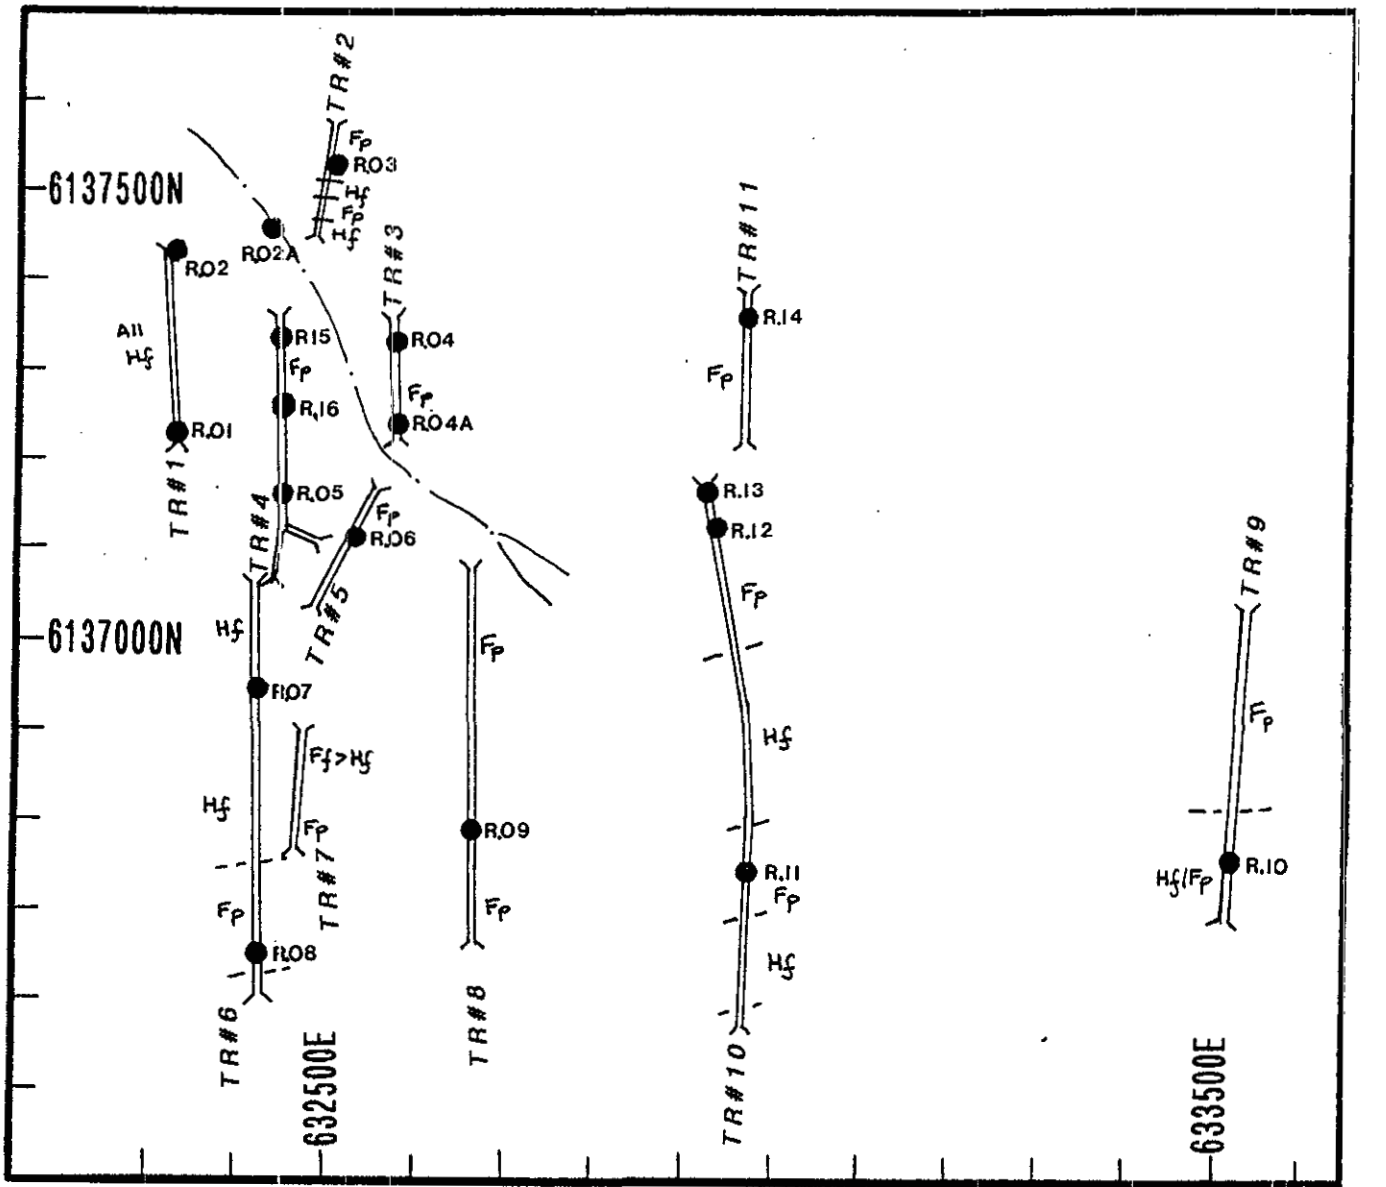 TR#2
Fp
R.03
6137500N
Hf
Fp
Hf
TR#11
R.02A
TR#3
R.02
R.14
R.15
R.04
All
Hf
Fp
Fp
Fp
R.16
R.04A
R.01
TR#1
R.05
R.13
TR#4
Fp
R.12
R.06
TR#9
Fp
TR#5
Hf
6137000N
Fp
R.07
Fp
Hf
Ff>Hf
Hf
Fp
R.09
TR#7
R.10
R.11
Hf/Fp
Fp
Fp
Fp
R.08
Hf
TR#6
TR#8
632500E
TR#10
633500E